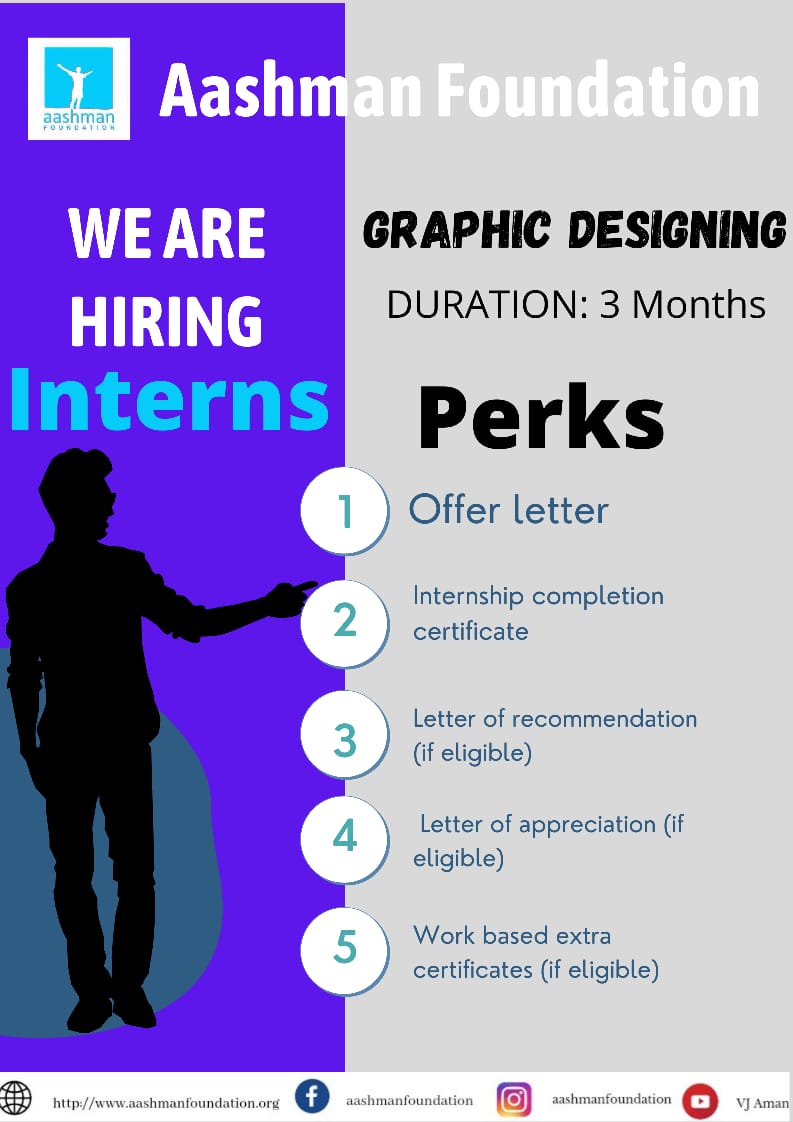 aashman
FOUNDATION
Aashman Foundation
WE ARE
HIRING
Interns
GRAPHIC DESIGNING
DURATION: 3 Months
Perks
1 Offer letter
2 Internship completion
certificate
3 Letter of recommendation
(if eligible)
4 Letter of appreciation (if
eligible)
5 Work based extra
certificates (if eligible)
http://www.aashmanfoundation.org aashmanfoundation aashmanfoundation VJ Aman